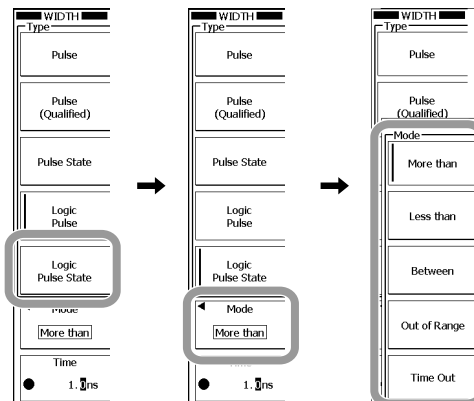 WIDTH
Type
Pulse
Pulse
(Qualified)
Pulse State
Logic
Pulse
Logic
Pulse State
Mode
More than
Time
1.0ns
WIDTH
Type
Pulse
Pulse
(Qualified)
Pulse State
Logic
Pulse
Logic
Pulse State
Mode
More than
Time
1.0ns
WIDTH
Type
Pulse
Pulse
(Qualified)
Mode
More than
Less than
Between
Out of Range
Time Out